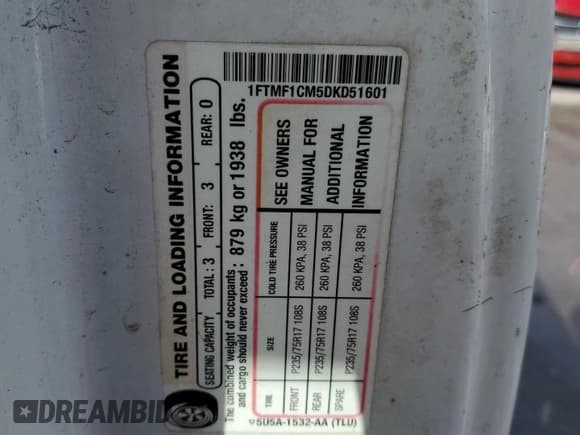 1FTMF1CM5DKD51601
TIRE AND LOADING INFORMATION
SEATING CAPACITY TOTAL: 3 FRONT: 3 REAR: 0
The combined weight of occupants
and cargo should never exceed: 879 kg or 1938 lbs.
TIRE SIZE COLD TIRE PRESSURE
FRONT P235/75R17 108S 260 KPA, 38 PSI
REAR P235/75R17 108S 260 KPA, 38 PSI
SPARE P235/75R17 108S 260 KPA, 38 PSI
SEE OWNERS
MANUAL FOR
ADDITIONAL
INFORMATION
5U5A-1532-AA (TLU)
DREAMBID